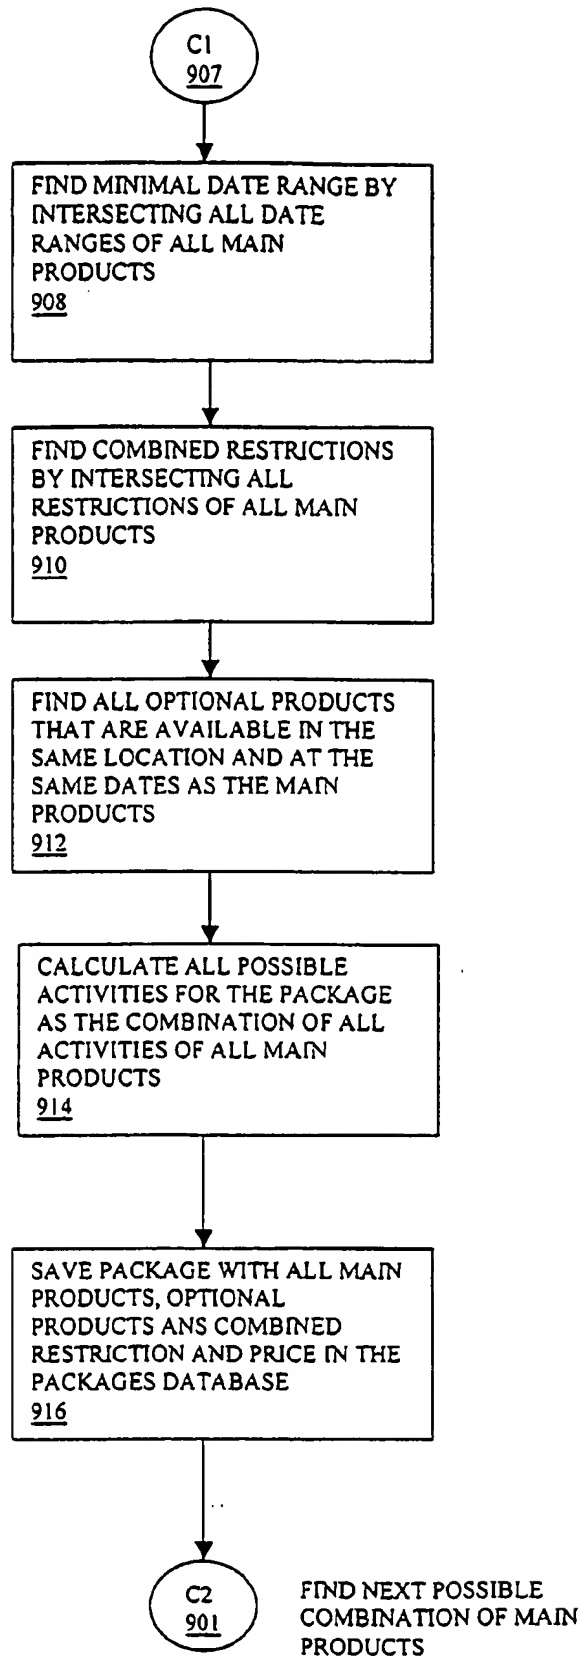 C1
907
FIND MINIMAL DATE RANGE BY
INTERSECTING ALL DATE
RANGES OF ALL MAIN
PRODUCTS
908
FIND COMBINED RESTRICTIONS
BY INTERSECTING ALL
RESTRICTIONS OF ALL MAIN
PRODUCTS
910
FIND ALL OPTIONAL PRODUCTS
THAT ARE AVAILABLE IN THE
SAME LOCATION AND AT THE
SAME DATES AS THE MAIN
PRODUCTS
912
CALCULATE ALL POSSIBLE
ACTIVITIES FOR THE PACKAGE
AS THE COMBINATION OF ALL
ACTIVITIES OF ALL MAIN
PRODUCTS
914
SAVE PACKAGE WITH ALL MAIN
PRODUCTS, OPTIONAL
PRODUCTS ANS COMBINED
RESTRICTION AND PRICE IN THE
PACKAGES DATABASE
916
C2
901
FIND NEXT POSSIBLE
COMBINATION OF MAIN
PRODUCTS